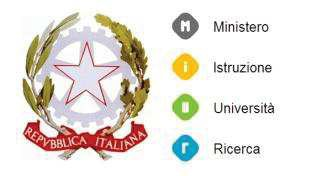 M Ministero
i Istruzione
u Università
r Ricerca
REPVBBLICA ITALIANA